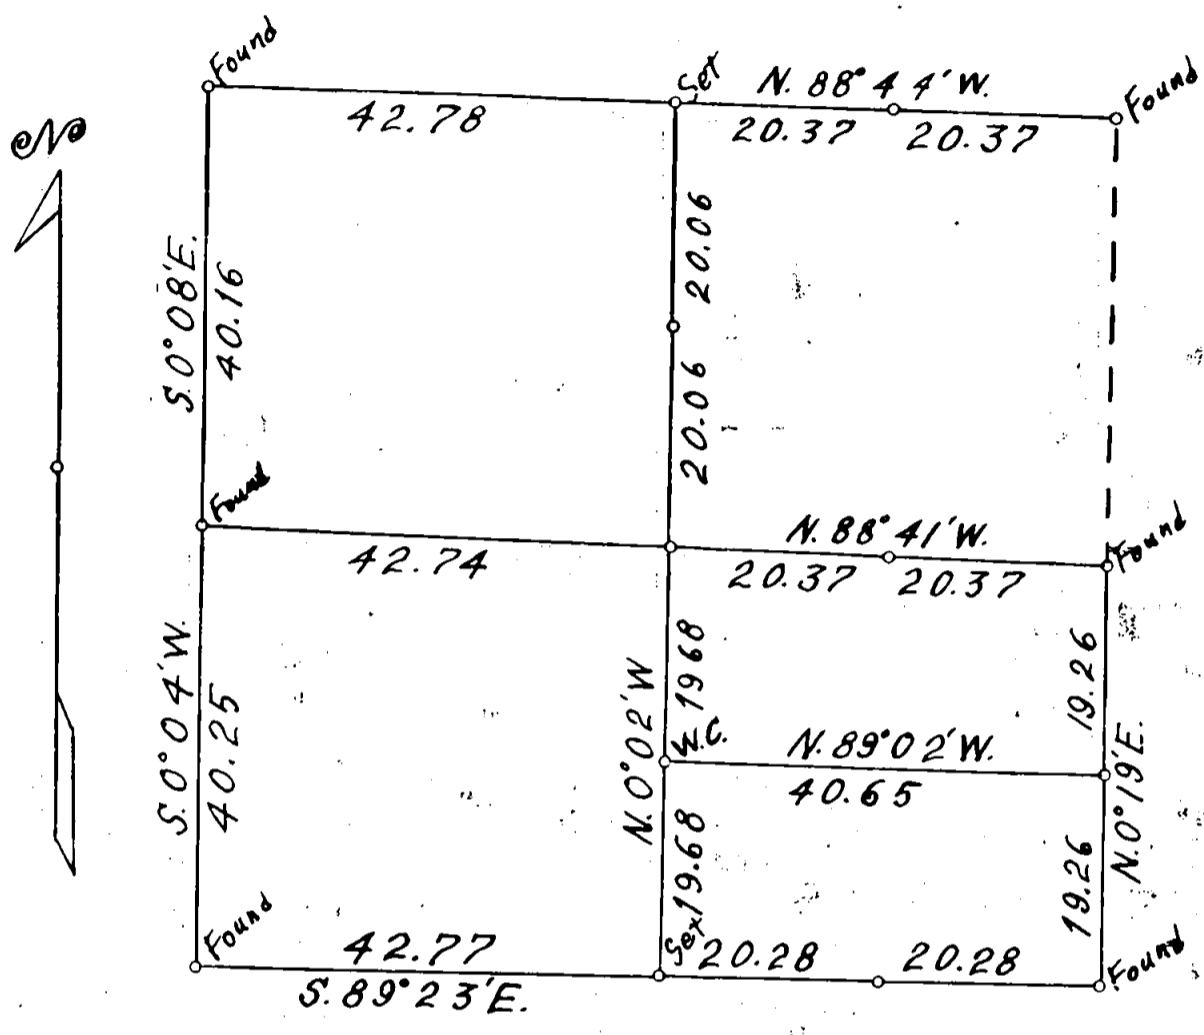 Found
Set
N. 88° 44' W.
Found
N
42.78
20.37
20.37
S. 0° 08' E.
40.16
20.06
20.06
Found
N. 88° 41' W.
Found
42.74
20.37
20.37
S. 0° 04' W.
40.25
N. 0° 02' W
1968
19.26
W.C.
N. 89° 02' W.
40.65
N. 0° 19' E.
19.68
19.26
Found
42.77
Set
20.28
20.28
Found
S. 89° 23' E.